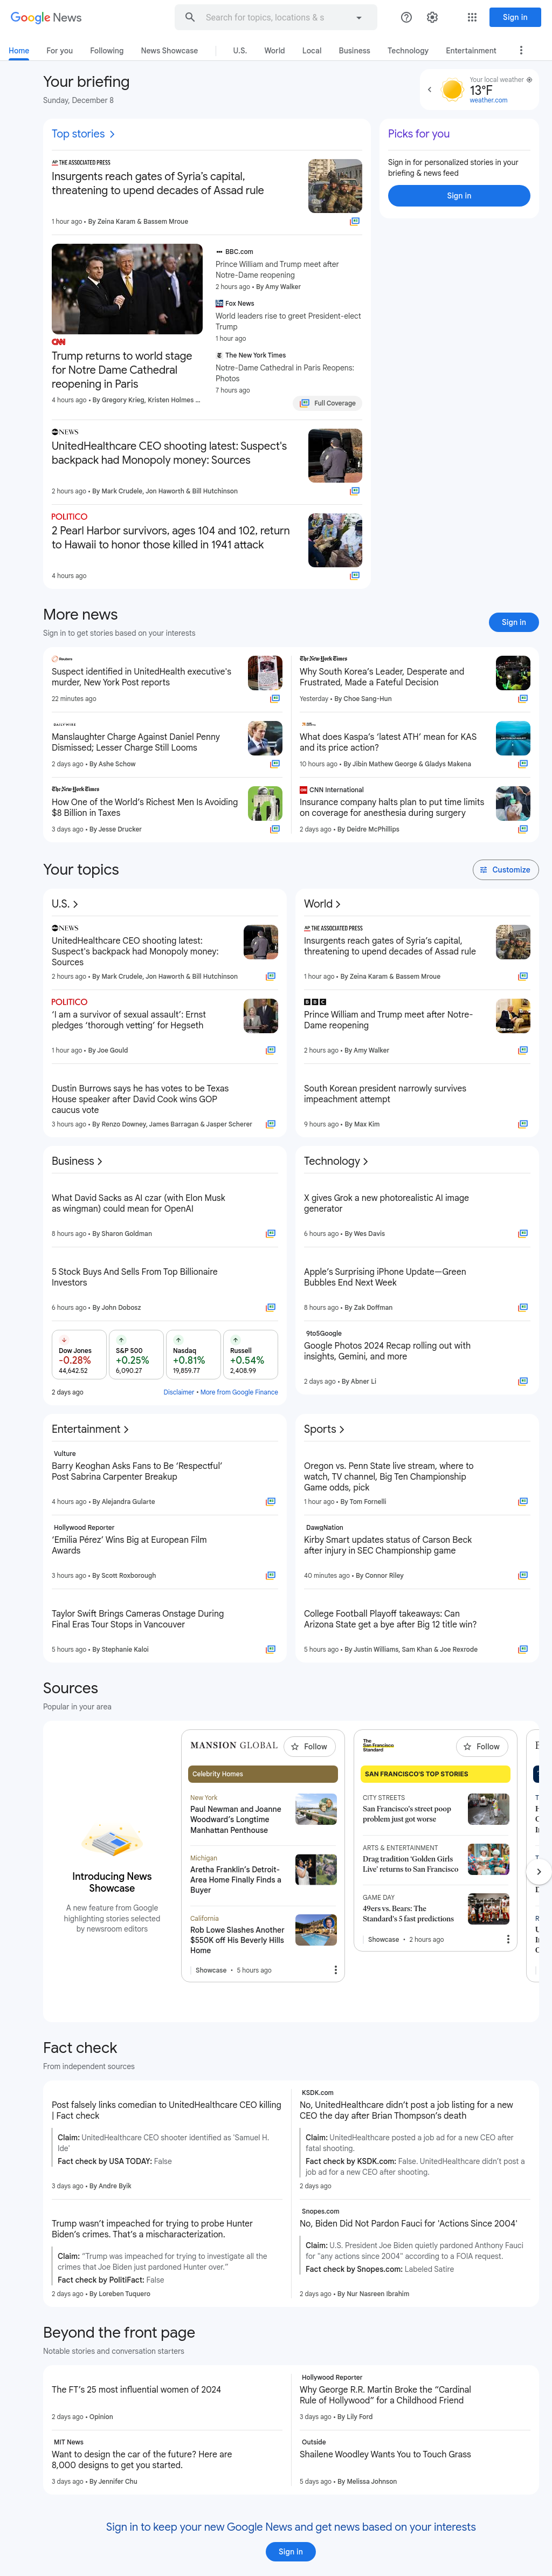 Google News
Search for topics, locations & s
Sign in
Home For you Following News Showcase U.S. World Local Business Technology Entertainment
Your briefing
Sunday, December 8
Your local weather
13°F
weather.com
Top stories
THE ASSOCIATED PRESS
Insurgents reach gates of Syria's capital,
threatening to upend decades of Assad rule
1 hour ago • By Zeina Karam & Bassem Mroue
Picks for you
Sign in for personalized stories in your
briefing & news feed
Sign in
CNN
Trump returns to world stage
for Notre Dame Cathedral
reopening in Paris
4 hours ago • By Gregory Krieg, Kristen Holmes ...
BBC.com
Prince William and Trump meet after
Notre-Dame reopening
2 hours ago • By Amy Walker
Fox News
World leaders rise to greet President-elect
Trump
1 hour ago
The New York Times
Notre-Dame Cathedral in Paris Reopens:
Photos
7 hours ago
Full Coverage
NEWS
UnitedHealthcare CEO shooting latest: Suspect's
backpack had Monopoly money: Sources
2 hours ago • By Mark Crudele, Jon Haworth & Bill Hutchinson
POLITICO
2 Pearl Harbor survivors, ages 104 and 102, return
to Hawaii to honor those killed in 1941 attack
4 hours ago
More news
Sign in to get stories based on your interests
Sign in
Reuters
Suspect identified in UnitedHealth executive's
murder, New York Post reports
22 minutes ago
The New York Times
Why South Korea's Leader, Desperate and
Frustrated, Made a Fateful Decision
Yesterday • By Choe Sang-Hun
DAILY WIRE
Manslaughter Charge Against Daniel Penny
Dismissed; Lesser Charge Still Looms
2 days ago • By Ashe Schow
What does Kaspa's 'latest ATH' mean for KAS
and its price action?
10 hours ago • By Jibin Mathew George & Gladys Makena
The New York Times
How One of the World's Richest Men Is Avoiding
$8 Billion in Taxes
3 days ago • By Jesse Drucker
CNN International
Insurance company halts plan to put time limits
on coverage for anesthesia during surgery
2 days ago • By Deidre McPhillips
Your topics
Customize
U.S.
NEWS
UnitedHealthcare CEO shooting latest:
Suspect's backpack had Monopoly money:
Sources
2 hours ago • By Mark Crudele, Jon Haworth & Bill Hutchinson
POLITICO
'I am a survivor of sexual assault': Ernst
pledges 'thorough vetting' for Hegseth
1 hour ago • By Joe Gould
Dustin Burrows says he has votes to be Texas
House speaker after David Cook wins GOP
caucus vote
3 hours ago • By Renzo Downey, James Barragan & Jasper Scherer
World
THE ASSOCIATED PRESS
Insurgents reach gates of Syria's capital,
threatening to upend decades of Assad rule
1 hour ago • By Zeina Karam & Bassem Mroue
BBC
Prince William and Trump meet after Notre-
Dame reopening
2 hours ago • By Amy Walker
South Korean president narrowly survives
impeachment attempt
9 hours ago • By Max Kim
Business
What David Sacks as AI czar (with Elon Musk
as wingman) could mean for OpenAI
8 hours ago • By Sharon Goldman
5 Stock Buys And Sells From Top Billionaire
Investors
6 hours ago • By John Dobosz
Dow Jones S&P 500 Nasdaq Russell
-0.28% +0.25% +0.81% +0.54%
44,642.52 6,090.27 19,859.77 2,408.99
2 days ago Disclaimer • More from Google Finance
Technology
X gives Grok a new photorealistic AI image
generator
6 hours ago • By Wes Davis
Apple's Surprising iPhone Update—Green
Bubbles End Next Week
8 hours ago • By Zak Doffman
9to5Google
Google Photos 2024 Recap rolling out with
insights, Gemini, and more
2 days ago • By Abner Li
Entertainment
Vulture
Barry Keoghan Asks Fans to Be 'Respectful'
Post Sabrina Carpenter Breakup
4 hours ago • By Alejandra Gularte
Hollywood Reporter
'Emilia Pérez' Wins Big at European Film
Awards
3 hours ago • By Scott Roxborough
Taylor Swift Brings Cameras Onstage During
Final Eras Tour Stops in Vancouver
5 hours ago • By Stephanie Kaloi
Sports
Oregon vs. Penn State live stream, where to
watch, TV channel, Big Ten Championship
Game odds, pick
1 hour ago • By Tom Fornelli
DawgNation
Kirby Smart updates status of Carson Beck
after injury in SEC Championship game
40 minutes ago • By Connor Riley
College Football Playoff takeaways: Can
Arizona State get a bye after Big 12 title win?
5 hours ago • By Justin Williams, Sam Khan & Joe Rexrode
Sources
Popular in your area
Introducing News
Showcase
A new feature from Google
highlighting stories selected
by newsroom editors
MANSION GLOBAL
Follow
Celebrity Homes
New York
Paul Newman and Joanne
Woodward's Longtime
Manhattan Penthouse
Michigan
Aretha Franklin's Detroit-
Area Home Finally Finds a
Buyer
California
Rob Lowe Slashes Another
$550K off His Beverly Hills
Home
Showcase • 5 hours ago
The
San Francisco
Standard
Follow
SAN FRANCISCO'S TOP STORIES
CITY STREETS
San Francisco's street poop
problem just got worse
ARTS & ENTERTAINMENT
Drag tradition 'Golden Girls
Live' returns to San Francisco
GAME DAY
49ers vs. Bears: The
Standard's 5 fast predictions
Showcase • 2 hours ago
Fact check
From independent sources
Post falsely links comedian to UnitedHealthcare CEO killing
| Fact check
Claim: UnitedHealthcare CEO shooter identified as 'Samuel H.
Ide'
Fact check by USA TODAY: False
3 days ago • By Andre Byik
KSDK.com
No, UnitedHealthcare didn't post a job listing for a new
CEO the day after Brian Thompson's death
Claim: UnitedHealthcare posted a job ad for a new CEO after
fatal shooting.
Fact check by KSDK.com: False. UnitedHealthcare didn't post a
job ad for a new CEO after shooting.
2 days ago
Trump wasn't impeached for trying to probe Hunter
Biden's crimes. That's a mischaracterization.
Claim: "Trump was impeached for trying to investigate all the
crimes that Joe Biden just pardoned Hunter over."
Fact check by PolitiFact: False
2 days ago • By Loreben Tuquero
Snopes.com
No, Biden Did Not Pardon Fauci for 'Actions Since 2004'
Claim: U.S. President Joe Biden quietly pardoned Anthony Fauci
for "any actions since 2004" according to a FOIA request.
Fact check by Snopes.com: Labeled Satire
2 days ago • By Nur Nasreen Ibrahim
Beyond the front page
Notable stories and conversation starters
The FT's 25 most influential women of 2024
2 days ago • Opinion
Hollywood Reporter
Why George R.R. Martin Broke the "Cardinal
Rule of Hollywood" for a Childhood Friend
3 days ago • By Lily Ford
MIT News
Want to design the car of the future? Here are
8,000 designs to get you started.
3 days ago • By Jennifer Chu
Outside
Shailene Woodley Wants You to Touch Grass
5 days ago • By Melissa Johnson
Sign in to keep your new Google News and get news based on your interests
Sign in